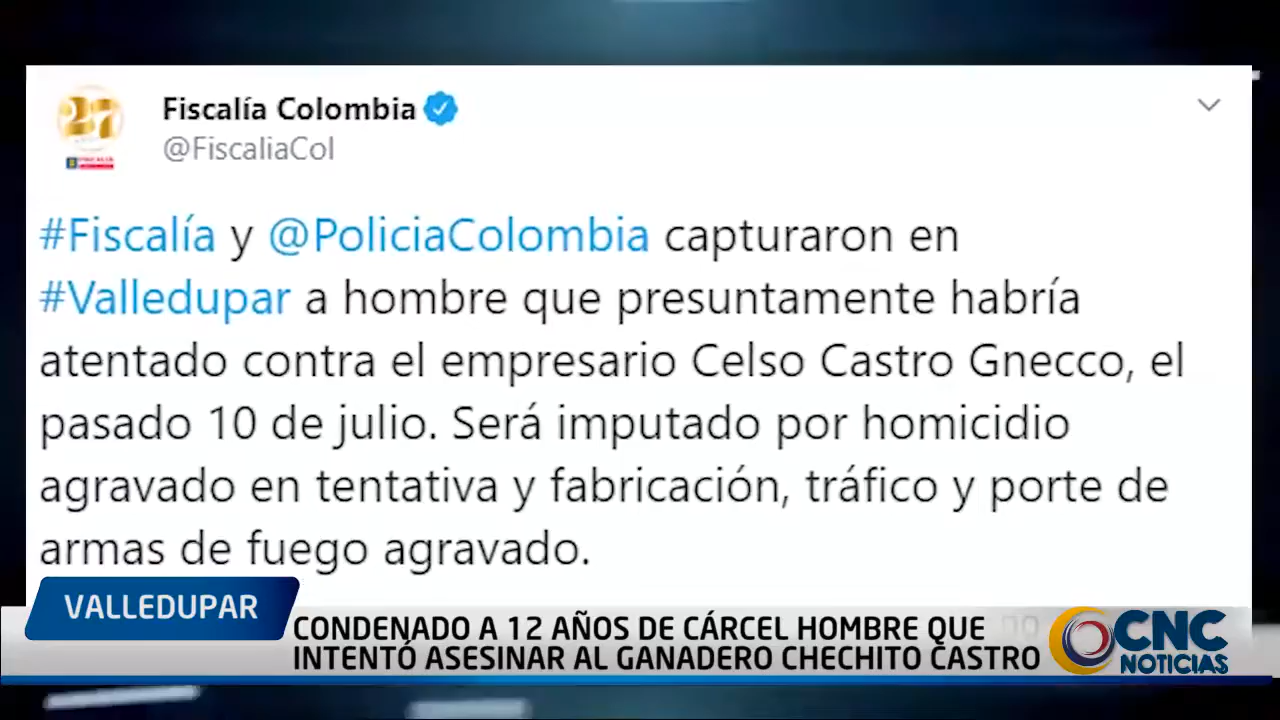 27
Fiscalía Colombia
@FiscaliaCol
#Fiscalía y @PoliciaColombia capturaron en
#Valledupar a hombre que presuntamente habría
atentado contra el empresario Celso Castro Gnecco, el
pasado 10 de julio. Será imputado por homicidio
agravado en tentativa y fabricación, tráfico y porte de
armas de fuego agravado.
VALLEDUPAR
CONDENADO A 12 AÑOS DE CÁRCEL HOMBRE QUE
INTENTÓ ASESINAR AL GANADERO CHECHITO CASTRO
CNC
NOTICIAS